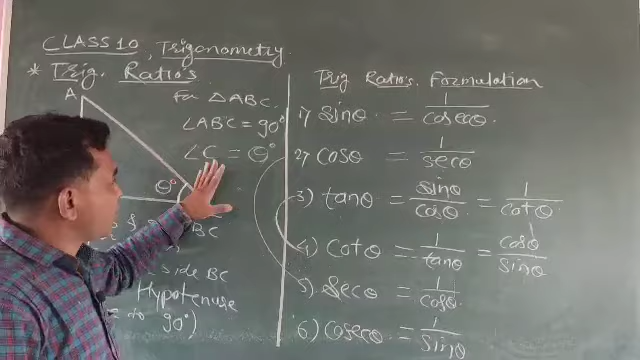 CLASS 10, Trigonometry.
* Trig. Ratio's
A
For △ABC.
∠ABC = 90°
∠C = θ°
θ°
BC
side BC
Hypotenuse
to 90°)
Trig Ratio's Formulation
1) sinθ = 1/cosecθ.
2) cosθ = 1/secθ
3) tanθ = sinθ/cosθ = 1/cotθ
4) cotθ = 1/tanθ = cosθ/sinθ
5) secθ = 1/cosθ.
6) cosecθ = 1/sinθ